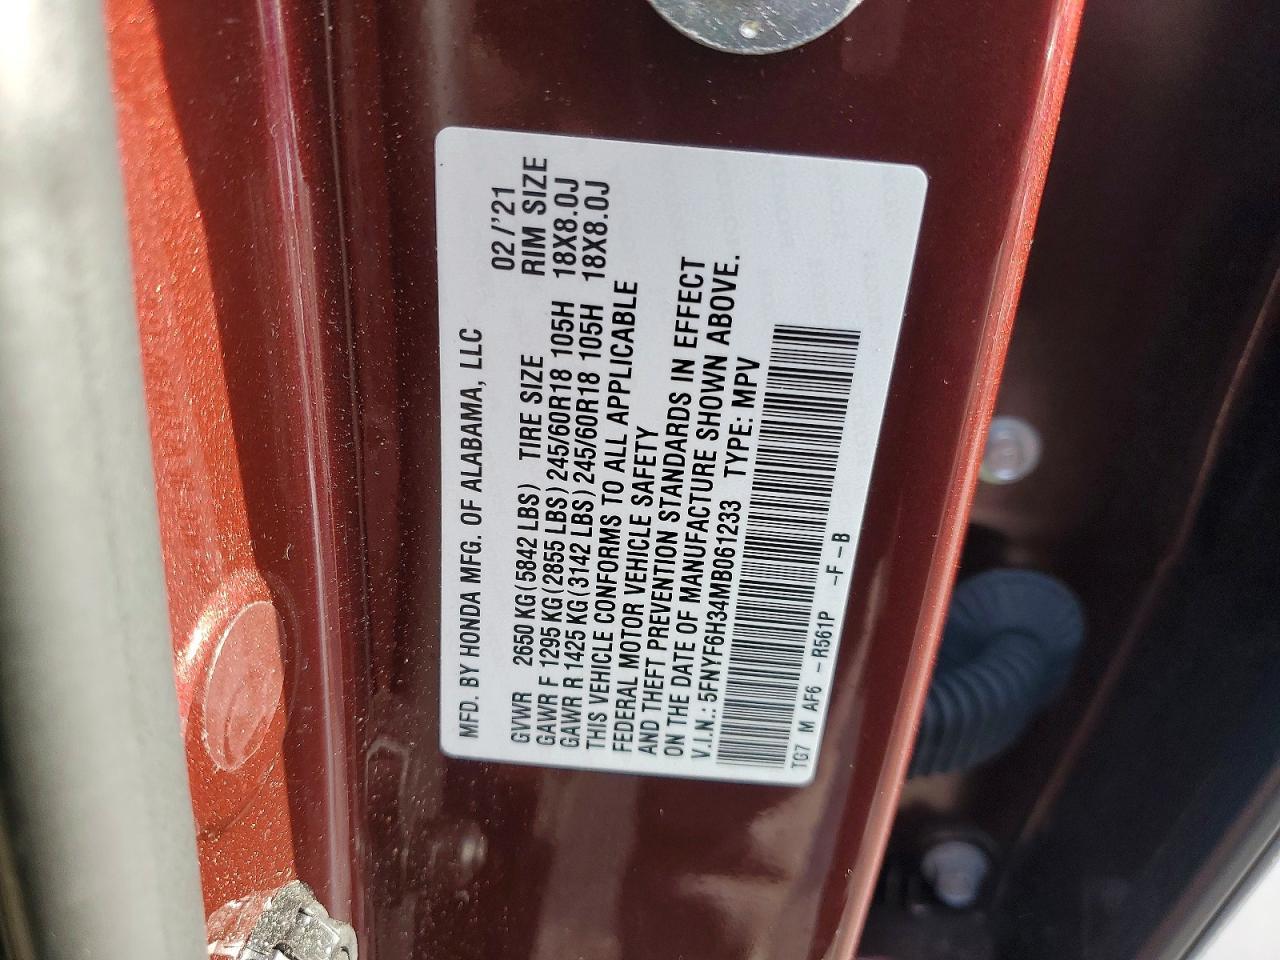 MFD. BY HONDA MFG. OF ALABAMA, LLC
02/'21
GVWR 2650 KG(5842 LBS) TIRE SIZE RIM SIZE
GAWR F 1295 KG(2855 LBS)245/60R18 105H 18X8.0J
GAWR R 1425 KG(3142 LBS)245/60R18 105H 18X8.0J
THIS VEHICLE CONFORMS TO ALL APPLICABLE
FEDERAL MOTOR VEHICLE SAFETY
AND THEFT PREVENTION STANDARDS IN EFFECT
ON THE DATE OF MANUFACTURE SHOWN ABOVE.
V.I.N.: 5FNYF6H34MB061233 TYPE: MPV
TG7 M AF6 -R561P -F -B